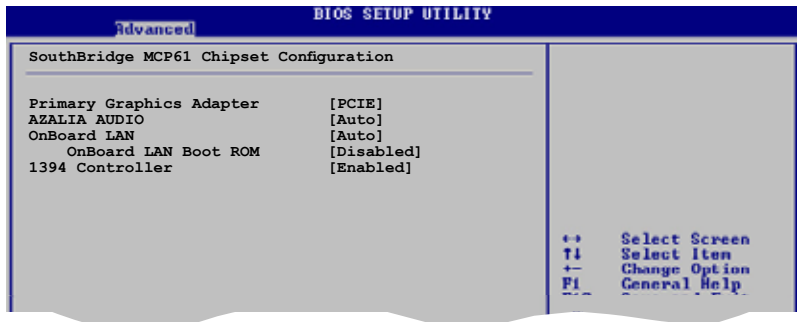 BIOS SETUP UTILITY
Advanced
SouthBridge MCP61 Chipset Configuration
Primary Graphics Adapter [PCIE]
AZALIA AUDIO [Auto]
OnBoard LAN [Auto]
OnBoard LAN Boot ROM [Disabled]
1394 Controller [Enabled]
↔ Select Screen
↑↓ Select Item
+- Change Option
F1 General Help